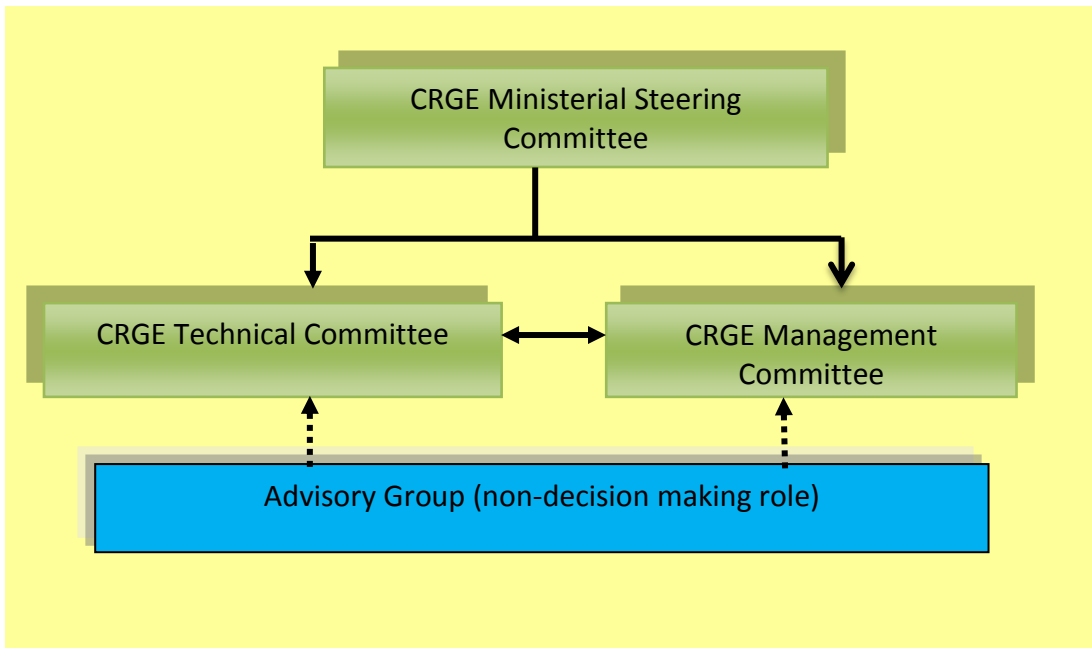 CRGE Ministerial Steering
Committee
CRGE Technical Committee
CRGE Management
Committee
Advisory Group (non-decision making role)